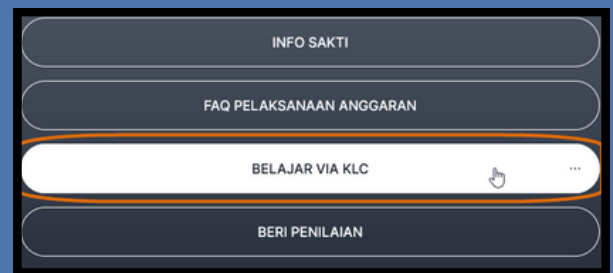 INFO SAKTI
FAQ PELAKSANAAN ANGGARAN
BELAJAR VIA KLC
BERI PENILAIAN